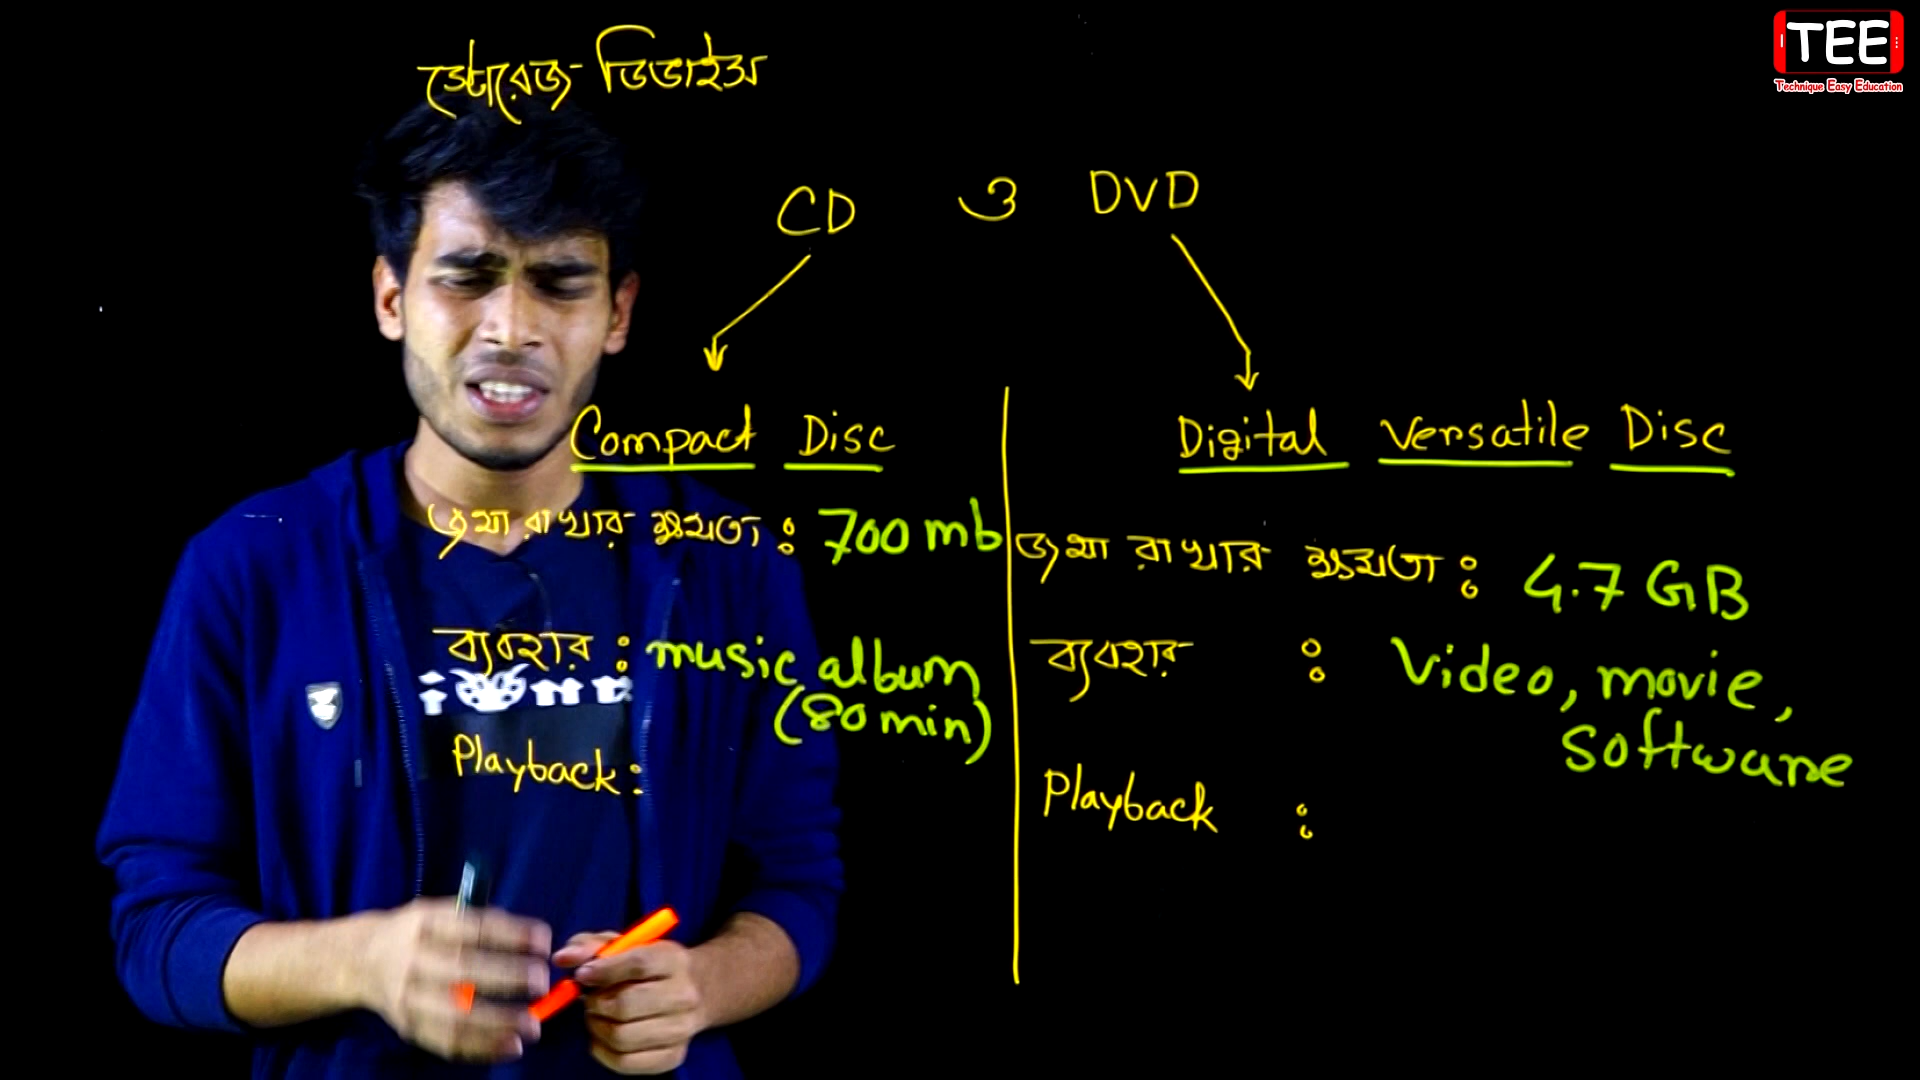 TEE
Technique Easy Education
স্টোরেজ ডিভাইস
CD ও DVD
Compact Disc
জমা রাখার ক্ষমতা : 700 mb
ব্যবহার : music album
(80 min)
Playback :
Digital Versatile Disc
জমা রাখার ক্ষমতা : 4.7 GB
ব্যবহার : Video, movie,
Software
Playback :